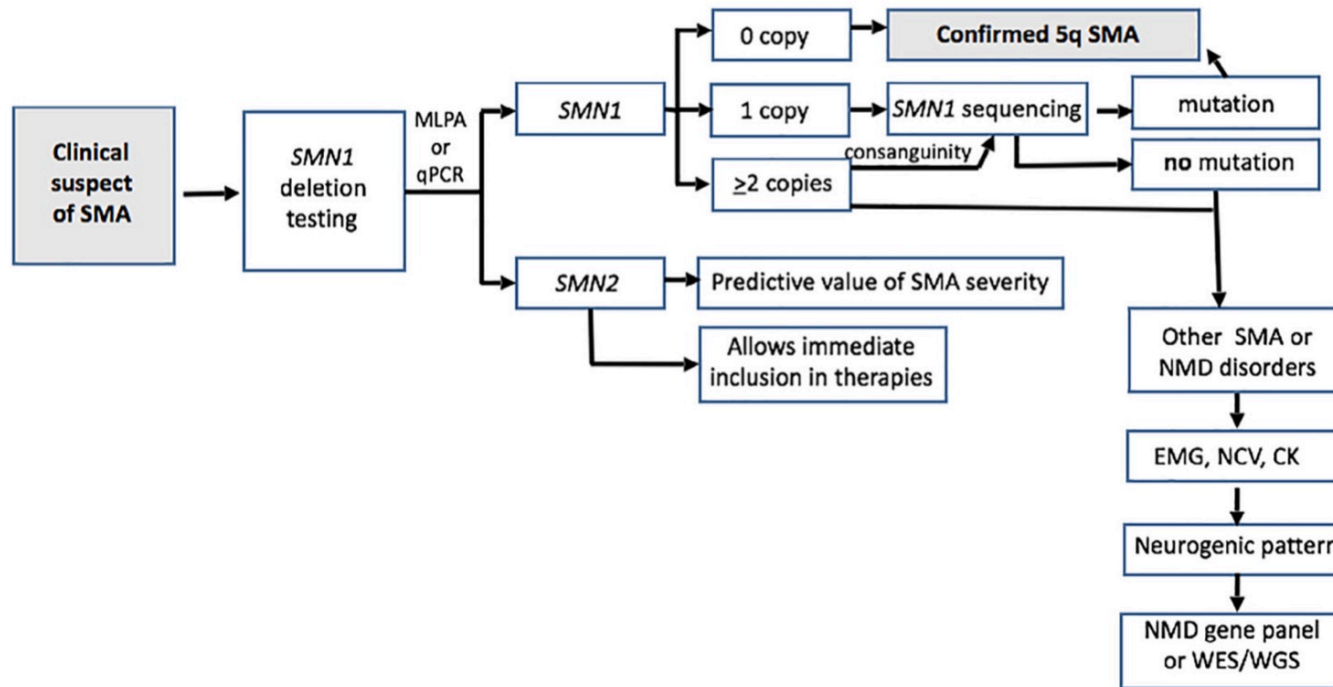 Clinical
suspect
of SMA
SMN1
deletion
testing
MLPA
or
qPCR
SMN1
0 copy
Confirmed 5q SMA
1 copy
SMN1 sequencing
mutation
consanguinity
no mutation
≥2 copies
SMN2
Predictive value of SMA severity
Allows immediate
inclusion in therapies
Other SMA or
NMD disorders
EMG, NCV, CK
Neurogenic pattern
NMD gene panel
or WES/WGS